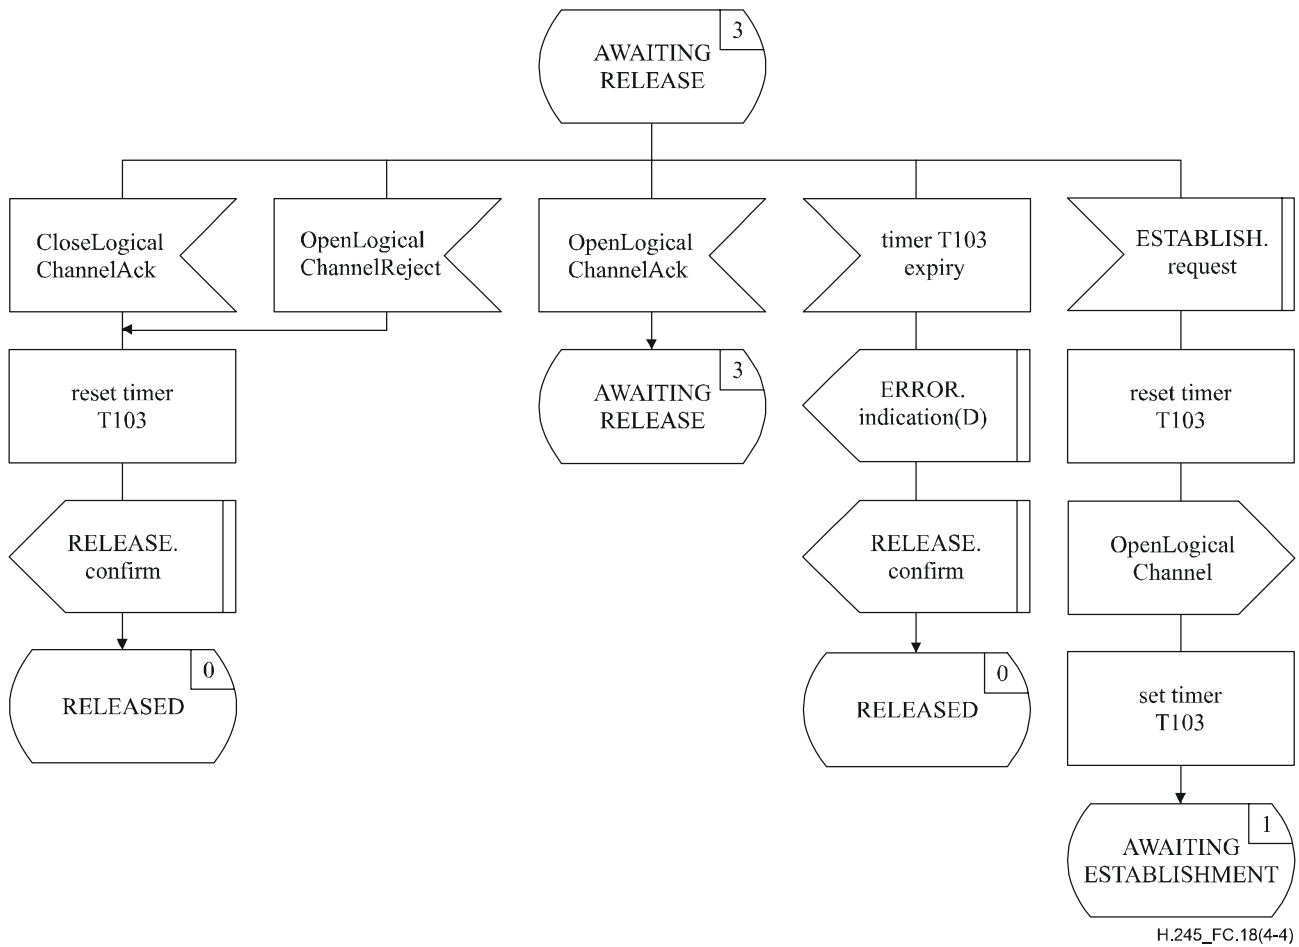 3
AWAITING
RELEASE
CloseLogical
ChannelAck
OpenLogical
ChannelReject
OpenLogical
ChannelAck
timer T103
expiry
ESTABLISH.
request
reset timer
T103
3
AWAITING
RELEASE
ERROR.
indication(D)
reset timer
T103
RELEASE.
confirm
RELEASE.
confirm
OpenLogical
Channel
0
RELEASED
0
RELEASED
set timer
T103
1
AWAITING
ESTABLISHMENT
H.245_FC.18(4-4)